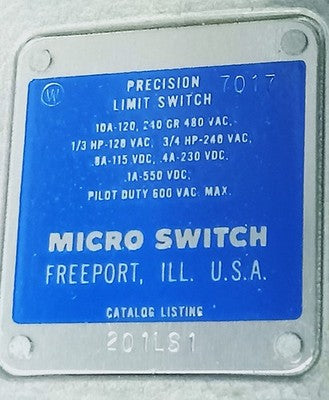 W
PRECISION 7017
LIMIT SWITCH
10A-120, 240 OR 480 VAC,
1/3 HP-120 VAC, 3/4 HP-240 VAC
.8A-115 VDC, .4A-230 VDC,
.1A-550 VDC,
PILOT DUTY 600 VAC, MAX.
MICRO SWITCH
FREEPORT, ILL. U.S.A.
CATALOG LISTING
201LS1